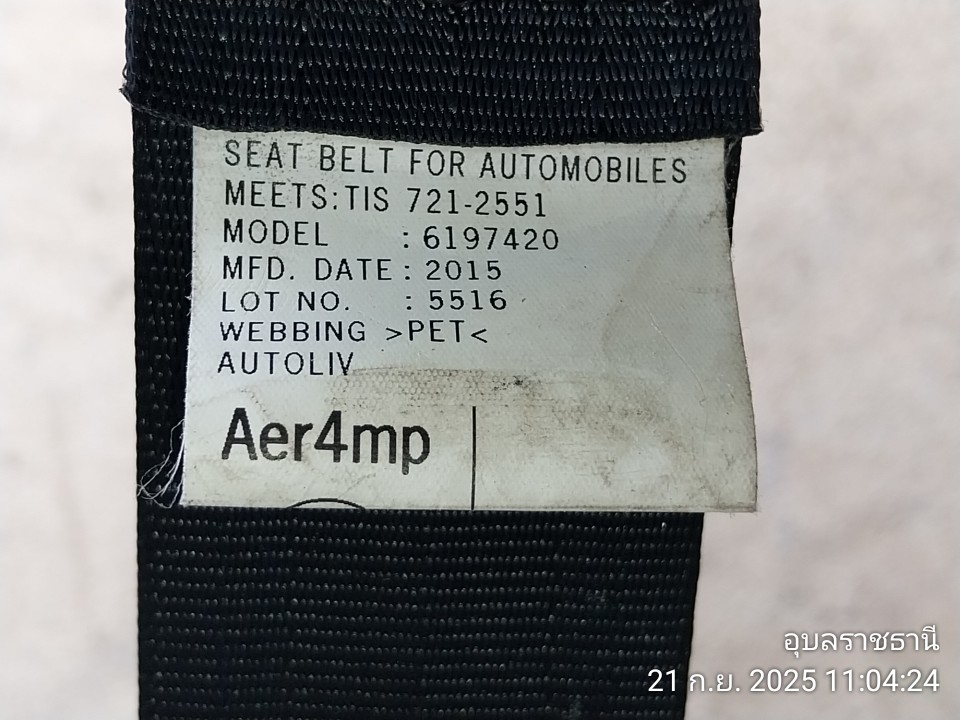 SEAT BELT FOR AUTOMOBILES
MEETS:TIS 721-2551
MODEL : 6197420
MFD. DATE : 2015
LOT NO. : 5516
WEBBING >PET<
AUTOLIV
Aer4mp
อุบลราชธานี
21 ก.ย. 2025 11:04:24